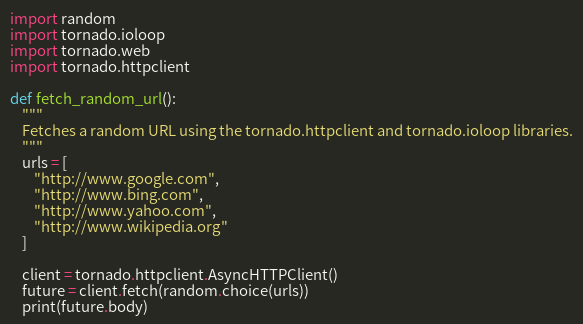 import random
import tornado.ioloop
import tornado.web
import tornado.httpclient

def fetch_random_url():
    """
    Fetches a random URL using the tornado.httpclient and tornado.ioloop libraries.
    """
    urls = [
        "http://www.google.com",
        "http://www.bing.com",
        "http://www.yahoo.com",
        "http://www.wikipedia.org"
    ]

    client = tornado.httpclient.AsyncHTTPClient()
    future = client.fetch(random.choice(urls))
    print(future.body)